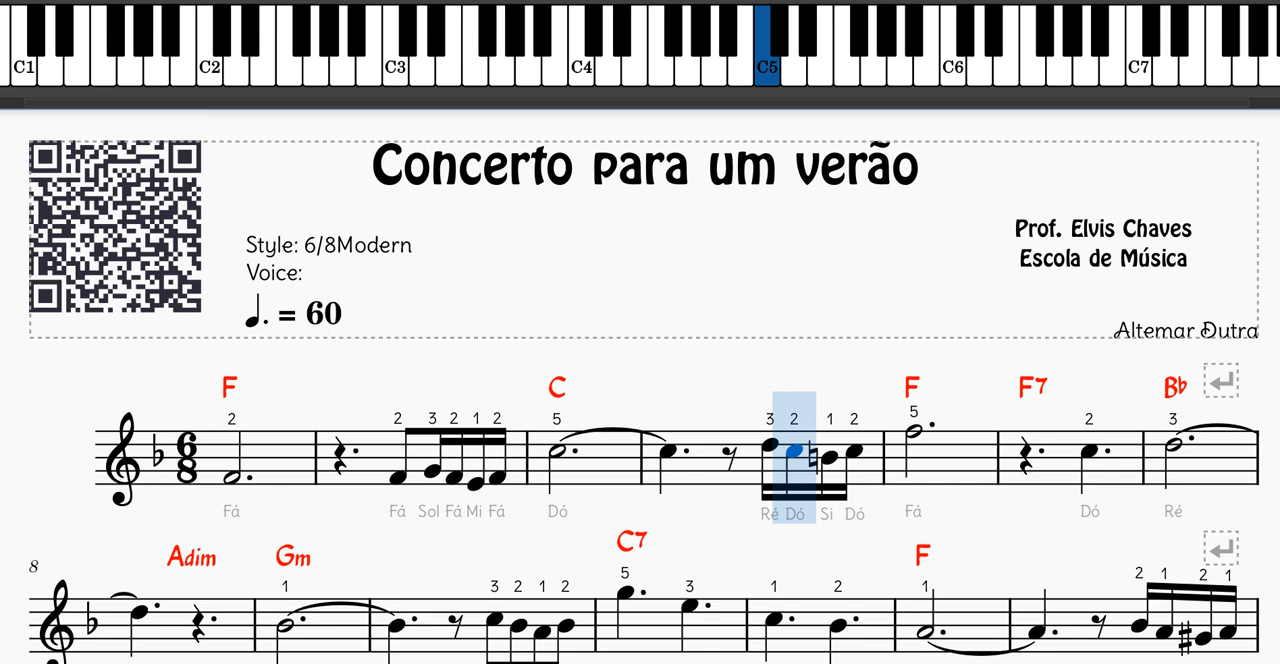 C1 C2 C3 C4 C5 C6 C7
Concerto para um verão
Prof. Elvis Chaves
Escola de Música
Style: 6/8Modern
Voice:
♩. = 60
Altemar Dutra
F C F F7 B♭
2 2 3 2 1 2 5 3 2 1 2 5 2 3
6
8
Fá Fá Sol Fá Mi Fá Dó Ré Dó Si Dó Fá Dó Ré
8
Adim Gm C7 F
1 3 2 1 2 5 3 1 2 1 2 1 2 1